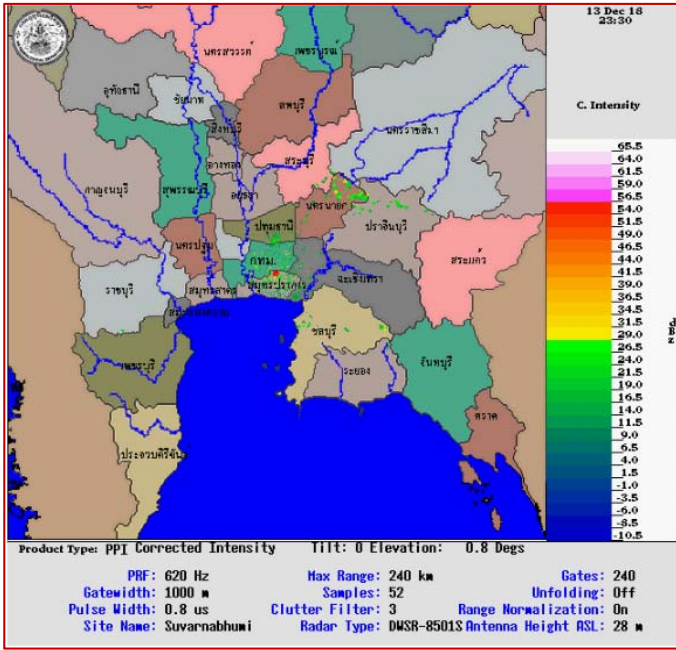 13 Dec 18
23:30
C. Intensity
65.5
64.0
61.5
59.0
56.5
54.0
51.5
49.0
46.5
44.0
41.5
39.0
36.5
34.0
31.5
29.0
26.5
24.0
21.5
19.0
16.5
14.0
11.5
9.0
6.5
4.0
1.5
-1.0
-3.5
-6.0
-8.5
-10.5
นครสวรรค์
เพชรบูรณ์
อุทัยธานี
ชัยนาท
ลพบุรี
สิงห์บุรี
นครราชสีมา
อ่างทอง
สระบุรี
กาญจนบุรี
สุพรรณบุรี
อยุธยา
นครนายก
ปทุมธานี
ปราจีนบุรี
นครปฐม
กทม.
สระแก้ว
ราชบุรี
สมุทรสาคร
สมุทรปราการ
ฉะเชิงเทรา
ชลบุรี
เพชรบุรี
ระยอง
จันทบุรี
ตราด
ประจวบคีรีขันธ์
Product Type: PPI Corrected Intensity Tilt: 0 Elevation: 0.8 Degs
PRF: 620 Hz Max Range: 240 km Gates: 240
Gatewidth: 1000 m Samples: 52 Unfolding: Off
Pulse Width: 0.8 us Clutter Filter: 3 Range Normalization: On
Site Name: Suvarnabhumi Radar Type: DWSR-8501S Antenna Height ASL: 28 m